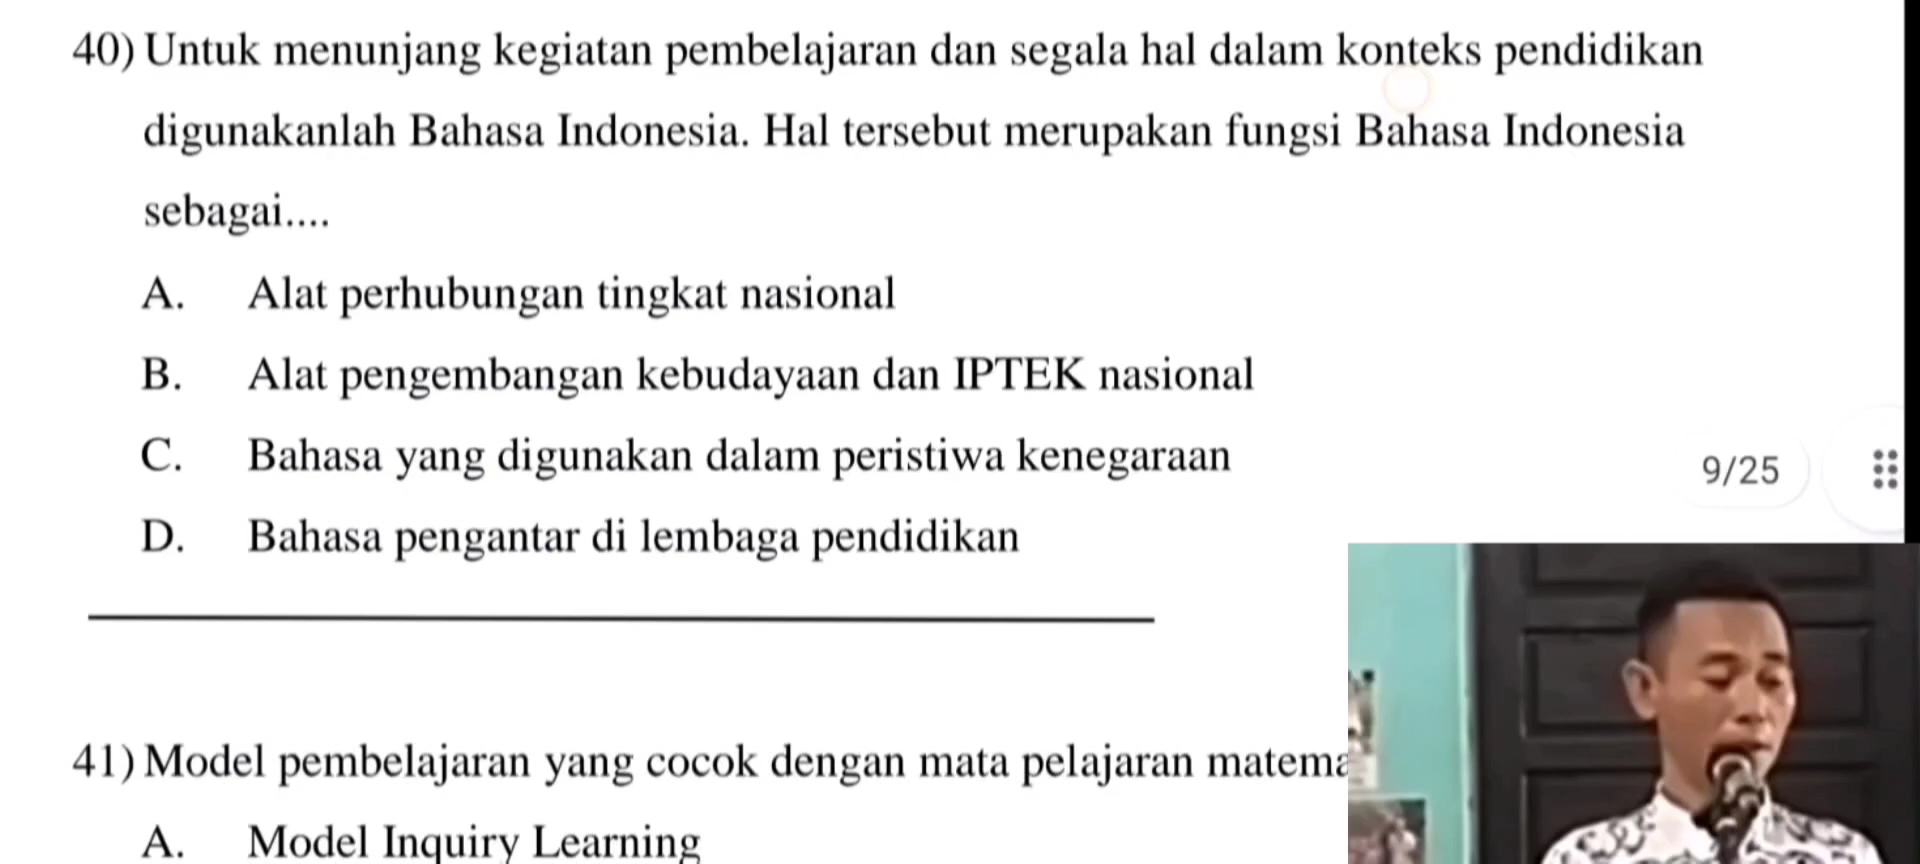 40) Untuk menunjang kegiatan pembelajaran dan segala hal dalam konteks pendidikan
digunakanlah Bahasa Indonesia. Hal tersebut merupakan fungsi Bahasa Indonesia
sebagai....
A. Alat perhubungan tingkat nasional
B. Alat pengembangan kebudayaan dan IPTEK nasional
C. Bahasa yang digunakan dalam peristiwa kenegaraan
9/25
D. Bahasa pengantar di lembaga pendidikan
41) Model pembelajaran yang cocok dengan mata pelajaran
A. Model Inquiry Learning